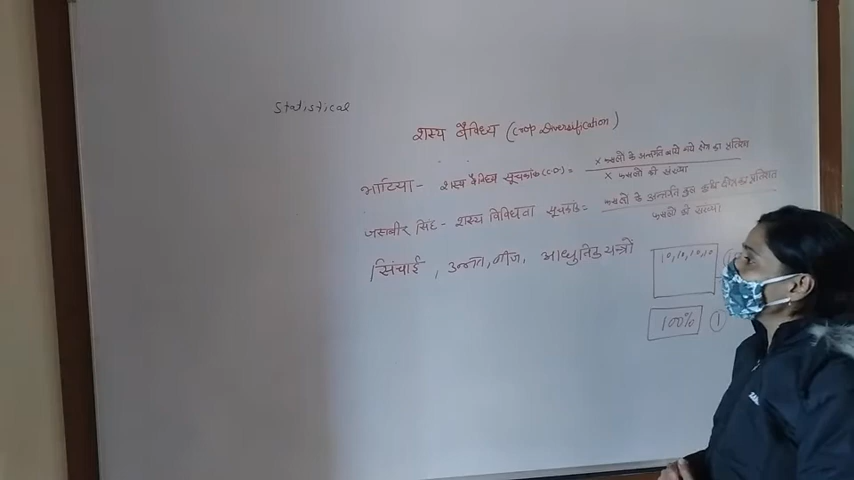 Statistical
शस्य वैविध्य (Crop Diversification)
भाटिया - शस्य वैविध्य सूचकांक (CD) = x फसलों के अन्तर्गत बोये गये क्षेत्र का प्रतिशत
x फसलों की संख्या
जसबीर सिंह - शस्य विविधता सूचकांक = फसलों के अन्तर्गत कुल कृषि क्षेत्र का प्रतिशत
फसलों की संख्या
सिंचाई, उन्नत, बीज, आधुनिक यन्त्रों
10,10,10,10
100% 1